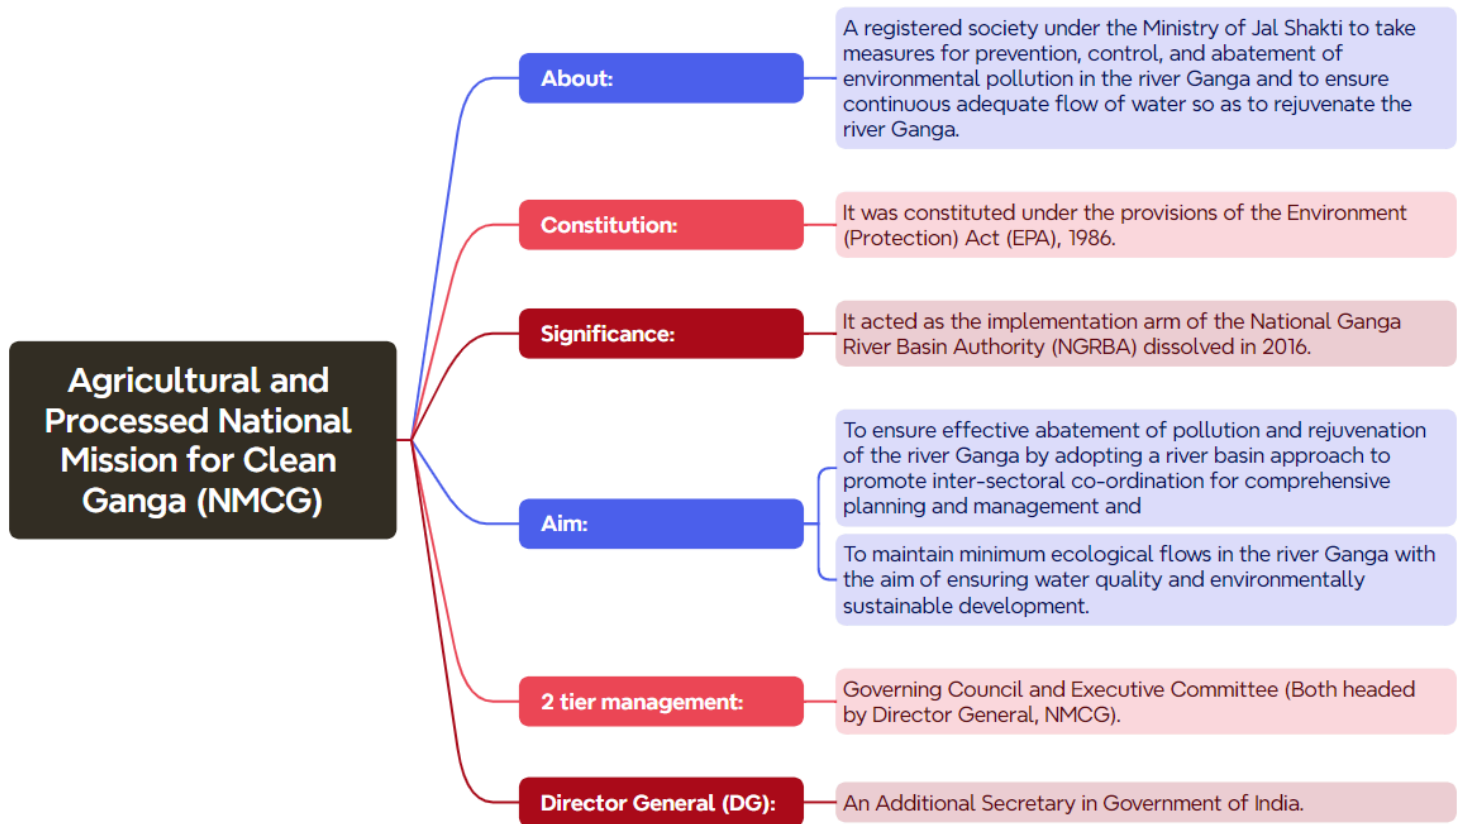 Agricultural and
Processed National
Mission for Clean
Ganga (NMCG)
About:
A registered society under the Ministry of Jal Shakti to take
measures for prevention, control, and abatement of
environmental pollution in the river Ganga and to ensure
continuous adequate flow of water so as to rejuvenate the
river Ganga.
Constitution:
It was constituted under the provisions of the Environment
(Protection) Act (EPA), 1986.
Significance:
It acted as the implementation arm of the National Ganga
River Basin Authority (NGRBA) dissolved in 2016.
Aim:
To ensure effective abatement of pollution and rejuvenation
of the river Ganga by adopting a river basin approach to
promote inter-sectoral co-ordination for comprehensive
planning and management and
To maintain minimum ecological flows in the river Ganga with
the aim of ensuring water quality and environmentally
sustainable development.
2 tier management:
Governing Council and Executive Committee (Both headed
by Director General, NMCG).
Director General (DG):
An Additional Secretary in Government of India.